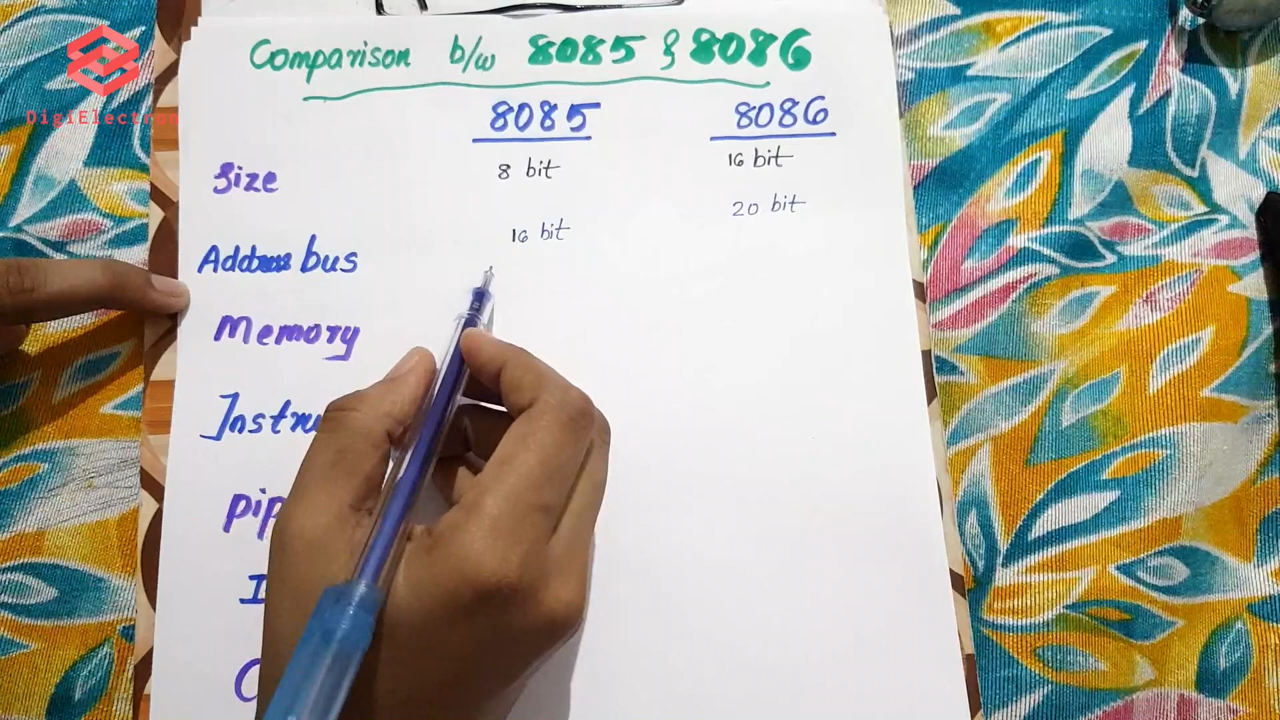 DigiElectron
Comparison b/w 8085 & 8086
8085 8086
Size 8 bit 16 bit
Address bus 16 bit 20 bit
Memory